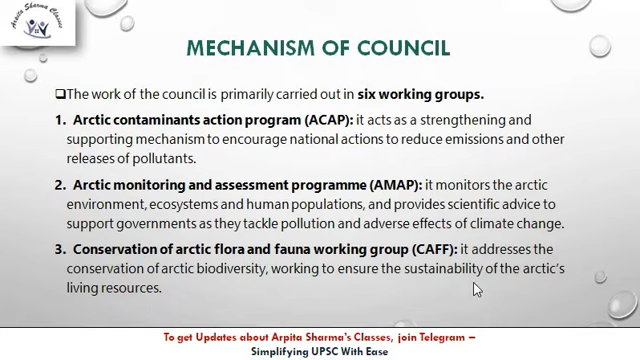 Arpita Sharma Classes
MECHANISM OF COUNCIL
❑The work of the council is primarily carried out in six working groups.
1. Arctic contaminants action program (ACAP): it acts as a strengthening and
supporting mechanism to encourage national actions to reduce emissions and other
releases of pollutants.
2. Arctic monitoring and assessment programme (AMAP): it monitors the arctic
environment, ecosystems and human populations, and provides scientific advice to
support governments as they tackle pollution and adverse effects of climate change.
3. Conservation of arctic flora and fauna working group (CAFF): it addresses the
conservation of arctic biodiversity, working to ensure the sustainability of the arctic's
living resources.
To get Updates about Arpita Sharma's Classes, join Telegram –
Simplifying UPSC With Ease